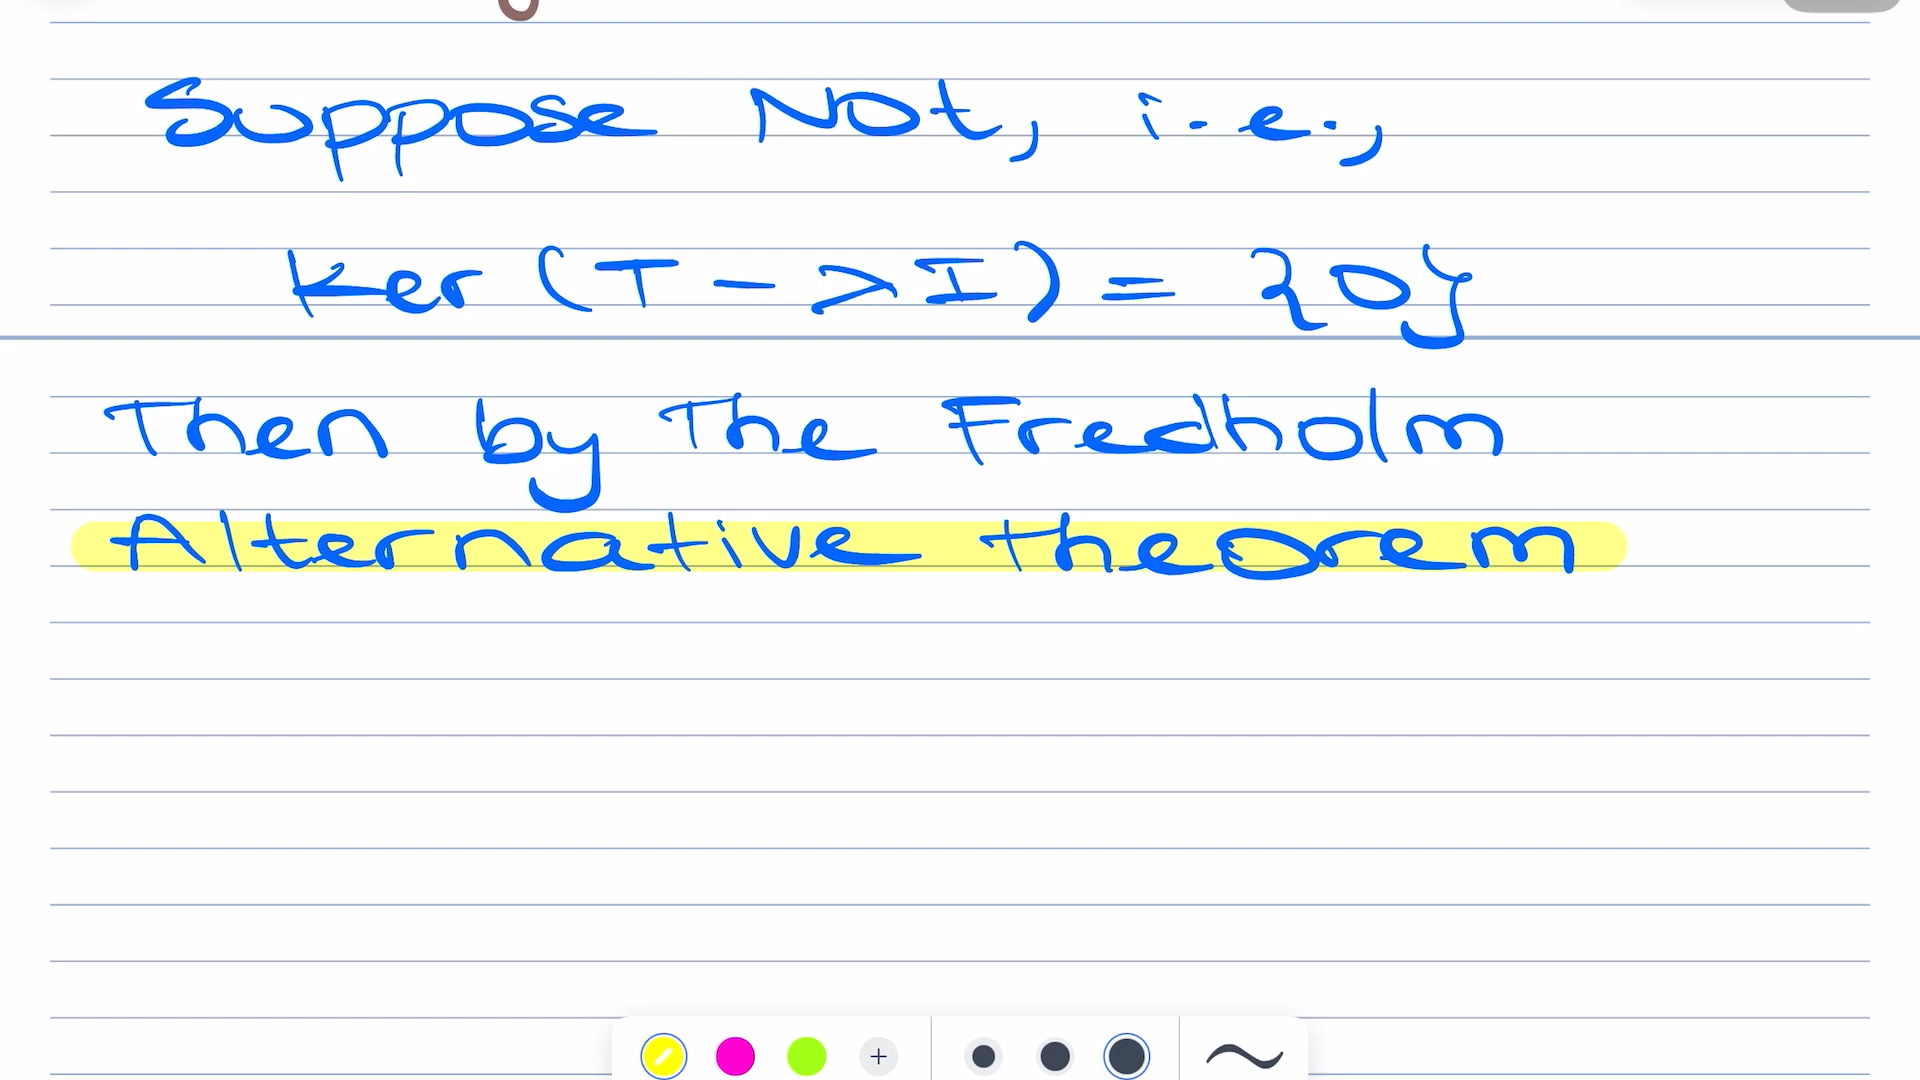 Suppose Not, i.e.,
ker (T - λI) = {0}
Then by The Fredholm
Alternative theorem